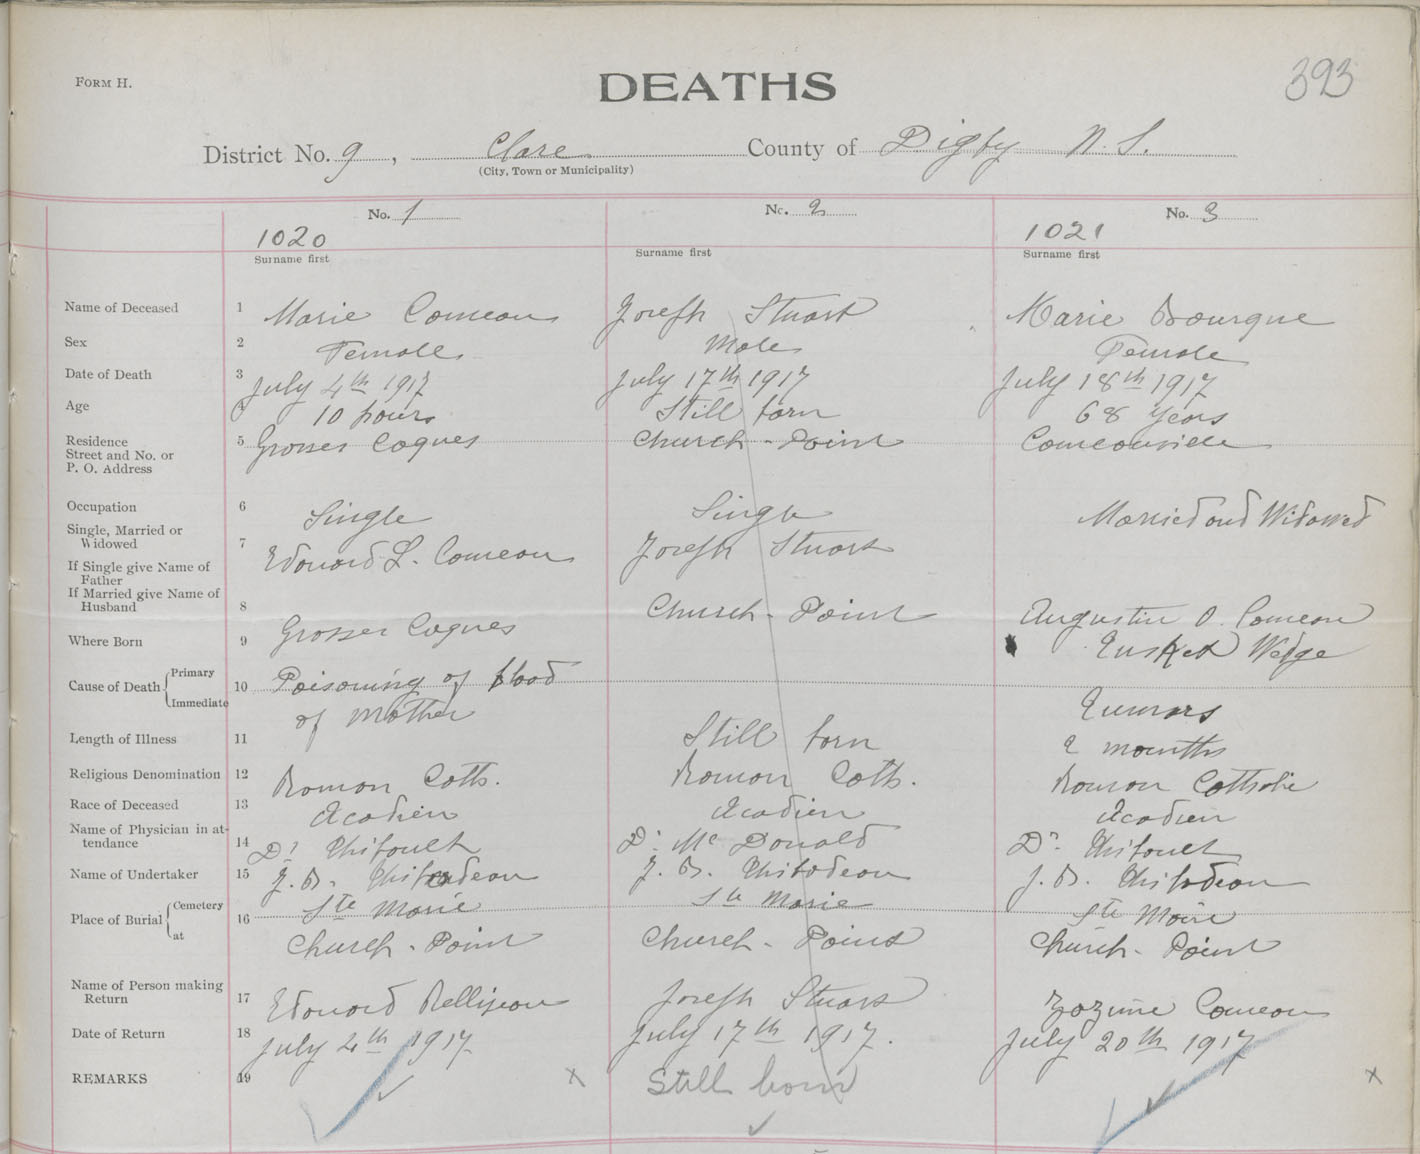 FORM H.
DEATHS
393
District No. 9, Clare County of Digby N.S.
(City, Town or Municipality)
No. 1 No. 2 No. 3
1020 1021
Surname first Surname first Surname first
Name of Deceased 1 Marie Comeau Joseph Stuart Marie Bourque
Sex 2 Female Male Female
Date of Death 3 July 4th 1917 July 17th 1917 July 18th 1917
Age 10 hours Still born 68 years
Residence 5 Grosses Coques Church-Point Comeauville
Street and No. or
P. O. Address
Occupation 6 Single Single Married and Widowed
Single, Married or
Widowed 7 Edouard L. Comeau Joseph Stuart
If Single give Name of
Father
If Married give Name of
Husband 8 Church-Point Augustin O. Comeau
Where Born 9 Grosses Coques Tusket Wedge
Cause of Death Primary 10 Poisoning of blood
Immediate of Mother Tumors
Length of Illness 11 Still born 2 mounths
Religious Denomination 12 Roman Cath. Roman Cath. Roman Catholic
Race of Deceased 13 Acadien Acadien Acadien
Name of Physician in at-
tendance 14 Dr Thibault Dr Mc Donald Dr Thibault
Name of Undertaker 15 J. B. Thibodeau J. B. Thibodeau J. B. Thibodeau
Place of Burial Cemetery 16 Ste Marie Ste Marie Ste Marie
at Church-Point Church-Point Church-Point
Name of Person making
Return 17 Edouard Belliveau Joseph Stuart Zozime Comeau
Date of Return 18 July 4th 1917 July 17th 1917. July 20th 1917
REMARKS 19 x Still born x